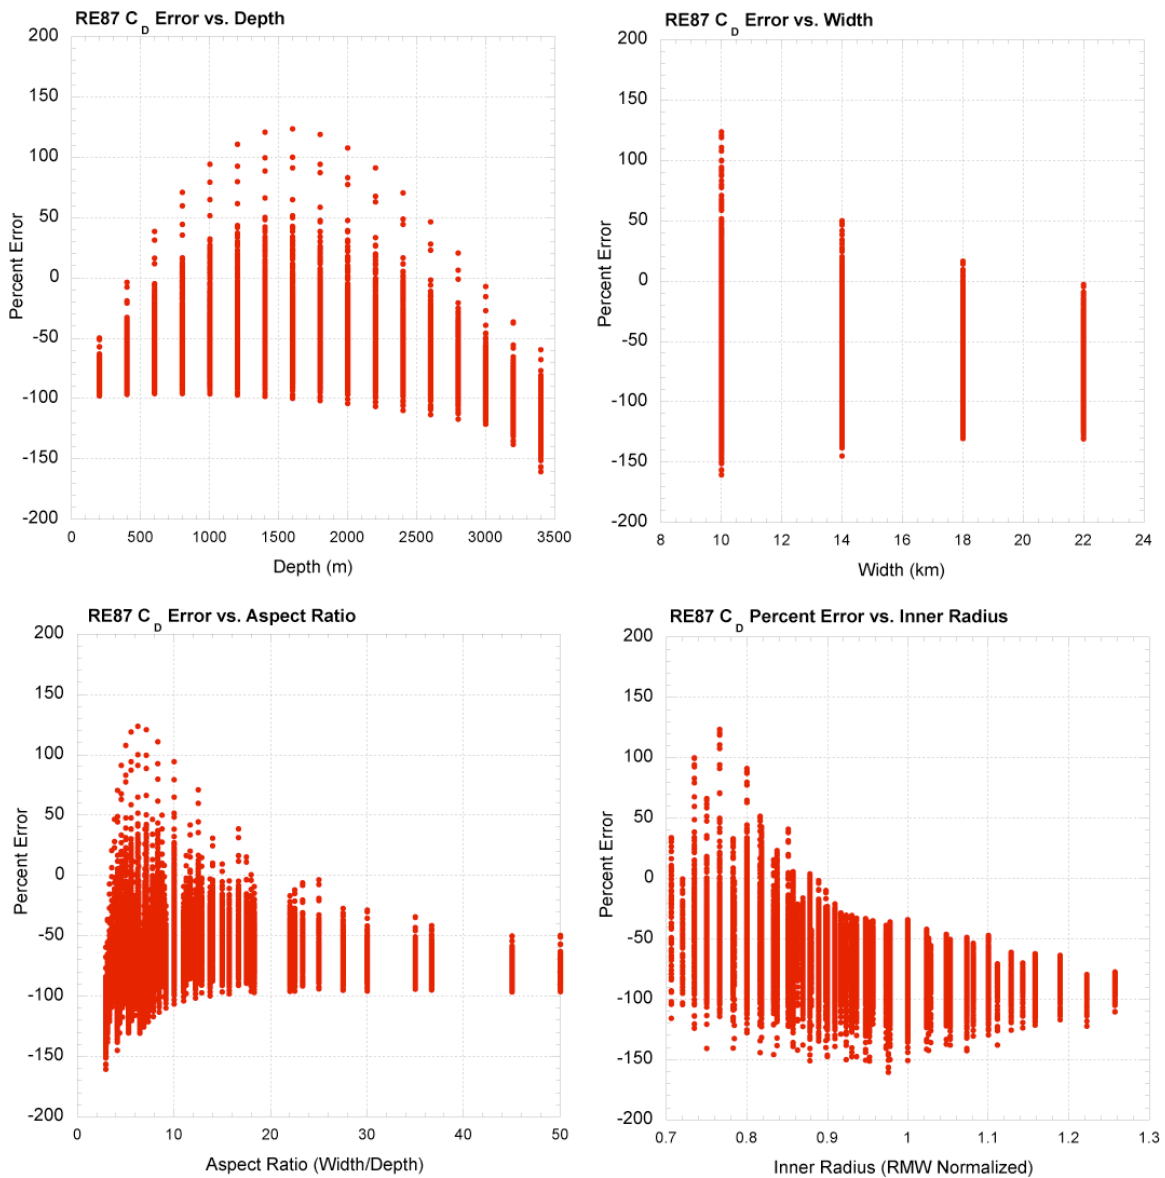 RE87 C_D Error vs. Depth
200
150
100
50
0
-50
-100
-150
-200
Percent Error
0 500 1000 1500 2000 2500 3000 3500
Depth (m)
RE87 C_D Error vs. Width
200
150
100
50
0
-50
-100
-150
-200
Percent Error
8 10 12 14 16 18 20 22 24
Width (km)
RE87 C_D Error vs. Aspect Ratio
200
150
100
50
0
-50
-100
-150
-200
Percent Error
0 10 20 30 40 50
Aspect Ratio (Width/Depth)
RE87 C_D Percent Error vs. Inner Radius
200
150
100
50
0
-50
-100
-150
-200
Percent Error
0.7 0.8 0.9 1 1.1 1.2 1.3
Inner Radius (RMW Normalized)